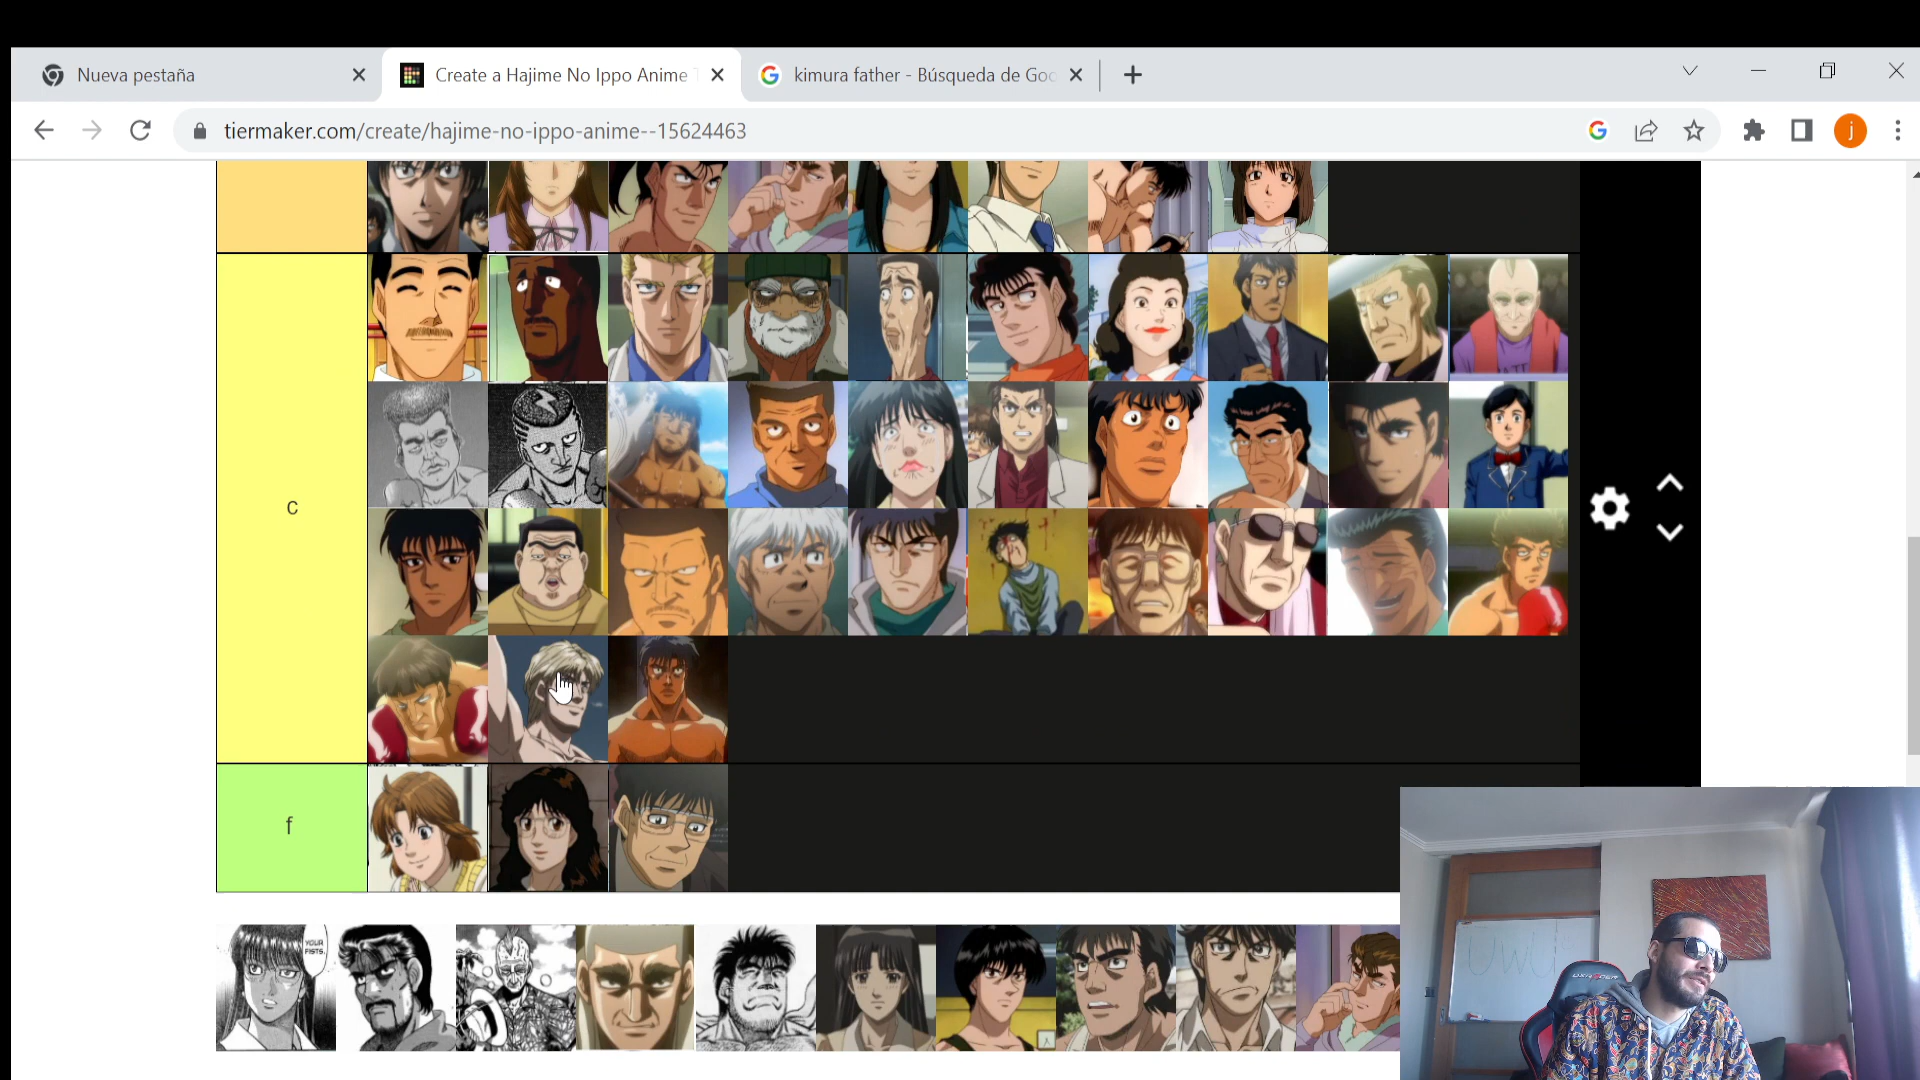 Nueva pestaña
Create a Hajime No Ippo Anime T
kimura father - Búsqueda de Goo
tiermaker.com/create/hajime-no-ippo-anime--15624463
j
c
f
YOUR
FISTS.
UWU